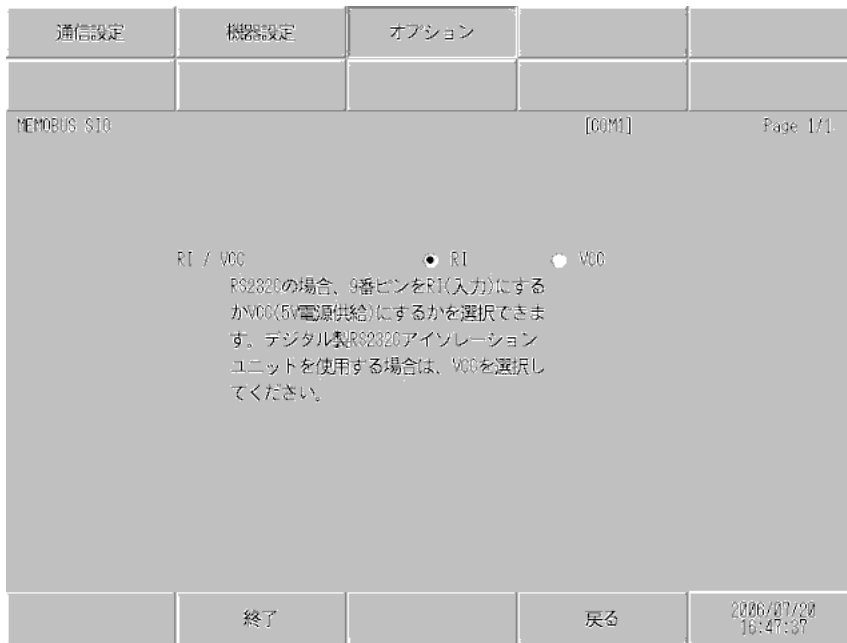 通信設定 機器設定 オプション
MEMOBUS SIO [COM1] Page 1/1
RI / VCC RI VCC
RS232Cの場合、9番ピンをRI(入力)にする
かVCC(5V電源供給)にするかを選択できま
す。デジタル製RS232Cアイソレーション
ユニットを使用する場合は、VCCを選択し
てください。
終了 戻る 2006/07/20
16:47:37